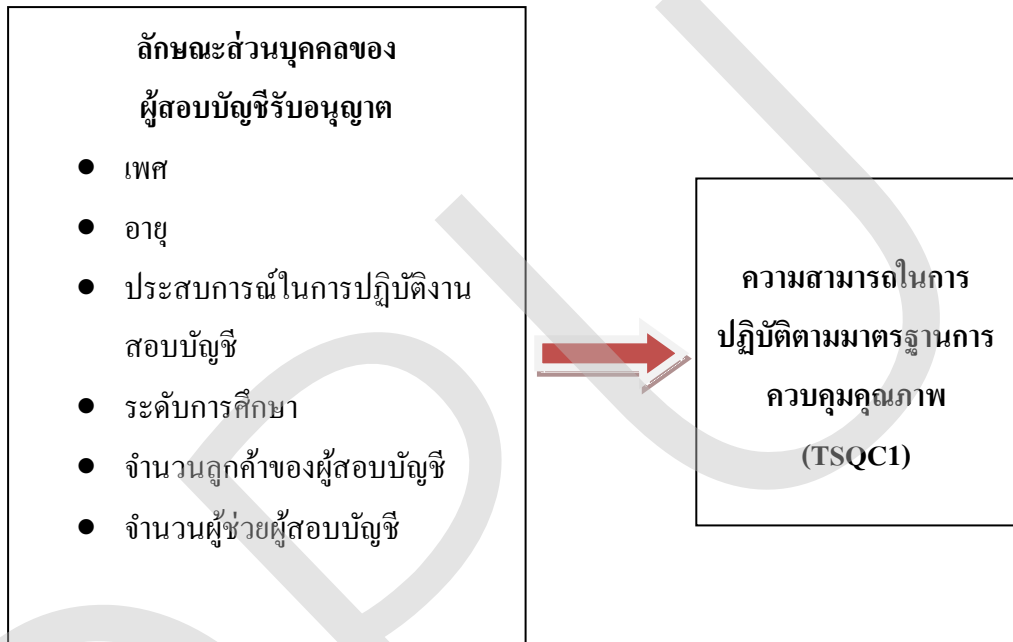 ลักษณะส่วนบุคคลของ
ผู้สอบบัญชีรับอนุญาต
● เพศ
● อายุ
● ประสบการณ์ในการปฏิบัติงาน
สอบบัญชี
● ระดับการศึกษา
● จำนวนลูกค้าของผู้สอบบัญชี
● จำนวนผู้ช่วยผู้สอบบัญชี
ความสามารถในการ
ปฏิบัติตามมาตรฐานการ
ควบคุมคุณภาพ
(TSQC1)